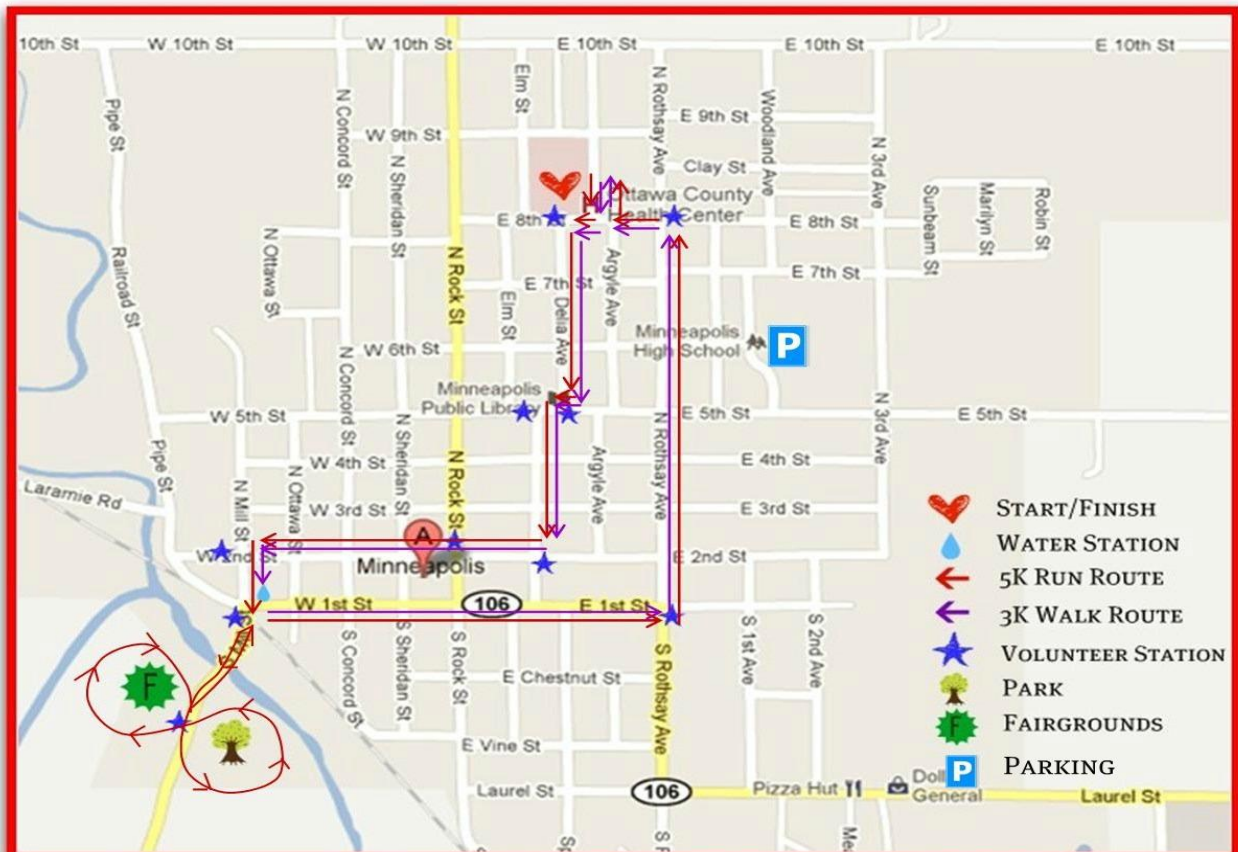 10th St
W 10th St
W 10th St
E 10th St
E 10th St
E 10th St
Pipe St
N Concord St
Elm St
N Rothsay Ave
Woodland Ave
E 9th St
W 9th St
N Sheridan St
N 3rd Ave
Clay St
Ottawa County
Health Center
Sunbeam St
Marilyn St
Robin St
E 8th
E 8th St
N Ottawa St
Railroad St
N Rock St
E 7th St
Argyle Ave
E 7th St
Elm St
Delia Ave
Minneapolis
High School
P
W 6th St
N Concord St
Minneapolis
Public Library
W 5th St
N Sheridan St
N Rothsay Ave
E 5th St
N 3rd Ave
E 5th St
Pipe St
W 4th St
N Rock St
Argyle Ave
E 4th St
Laramie Rd
N Mill St
N Ottawa St
W 3rd St
E 3rd St
A
W 2nd St
Minneapolis
E 2nd St
W 1st St
106
E 1st St
S Concord St
S Sheridan St
S Rock St
S Rothsay Ave
S 1st Ave
S 2nd Ave
E Chestnut St
F
E Vine St
Laurel St
106
Pizza Hut
Doll
General
Laurel St
Start/Finish
Water Station
5K Run Route
3K Walk Route
Volunteer Station
Park
F
Fairgrounds
P
Parking